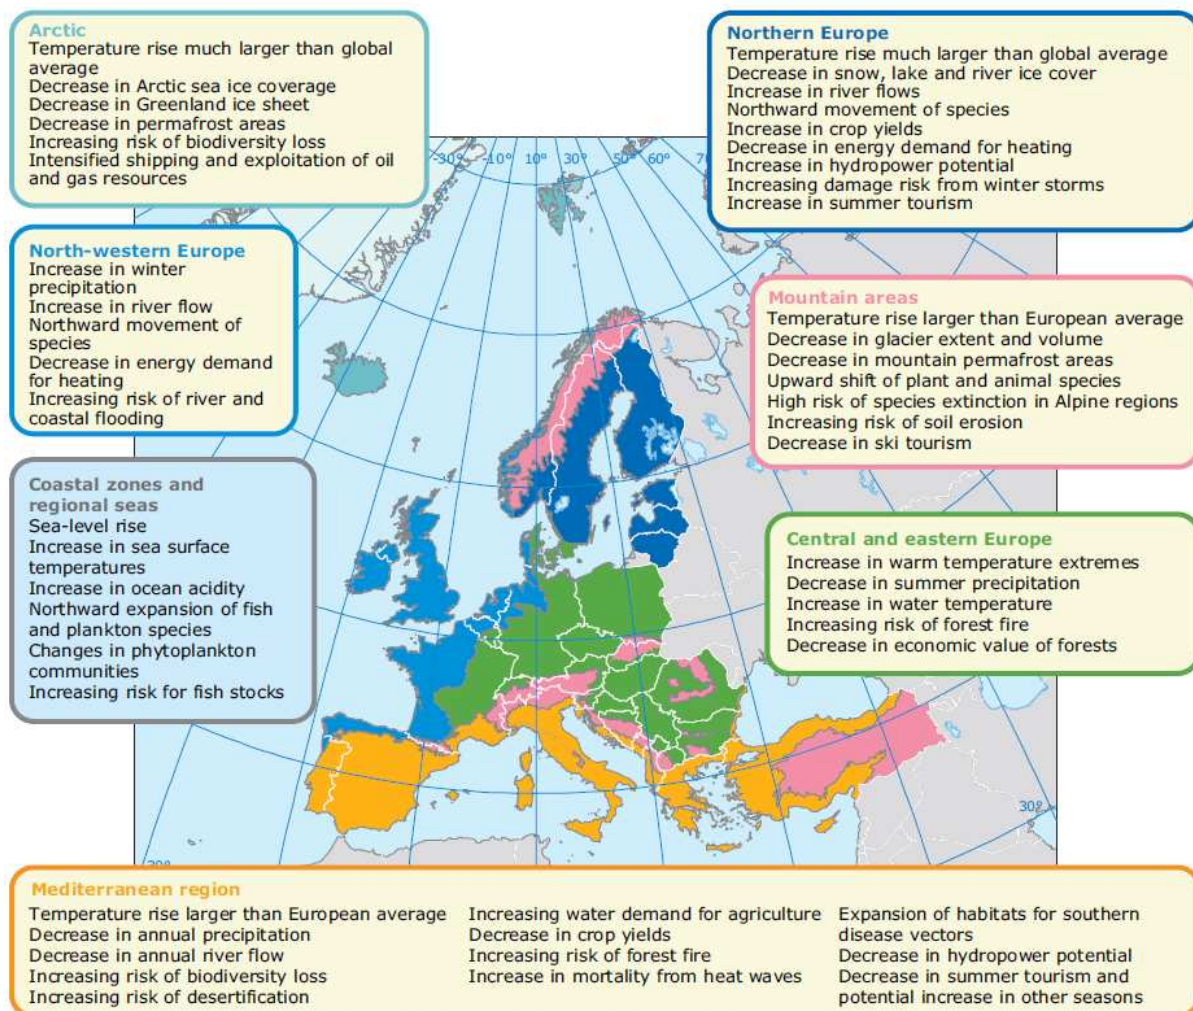 Arctic
Temperature rise much larger than global
average
Decrease in Arctic sea ice coverage
Decrease in Greenland ice sheet
Decrease in permafrost areas
Increasing risk of biodiversity loss
Intensified shipping and exploitation of oil
and gas resources
Northern Europe
Temperature rise much larger than global average
Decrease in snow, lake and river ice cover
Increase in river flows
Northward movement of species
Increase in crop yields
Decrease in energy demand for heating
Increase in hydropower potential
Increasing damage risk from winter storms
Increase in summer tourism
-30° -10° 10° 30° 50° 60°
North-western Europe
Increase in winter
precipitation
Increase in river flow
Northward movement of
species
Decrease in energy demand
for heating
Increasing risk of river and
coastal flooding
Mountain areas
Temperature rise larger than European average
Decrease in glacier extent and volume
Decrease in mountain permafrost areas
Upward shift of plant and animal species
High risk of species extinction in Alpine regions
Increasing risk of soil erosion
Decrease in ski tourism
Coastal zones and
regional seas
Sea-level rise
Increase in sea surface
temperatures
Increase in ocean acidity
Northward expansion of fish
and plankton species
Changes in phytoplankton
communities
Increasing risk for fish stocks
Central and eastern Europe
Increase in warm temperature extremes
Decrease in summer precipitation
Increase in water temperature
Increasing risk of forest fire
Decrease in economic value of forests
30°
Mediterranean region
Temperature rise larger than European average
Decrease in annual precipitation
Decrease in annual river flow
Increasing risk of biodiversity loss
Increasing risk of desertification
Increasing water demand for agriculture
Decrease in crop yields
Increasing risk of forest fire
Increase in mortality from heat waves
Expansion of habitats for southern
disease vectors
Decrease in hydropower potential
Decrease in summer tourism and
potential increase in other seasons